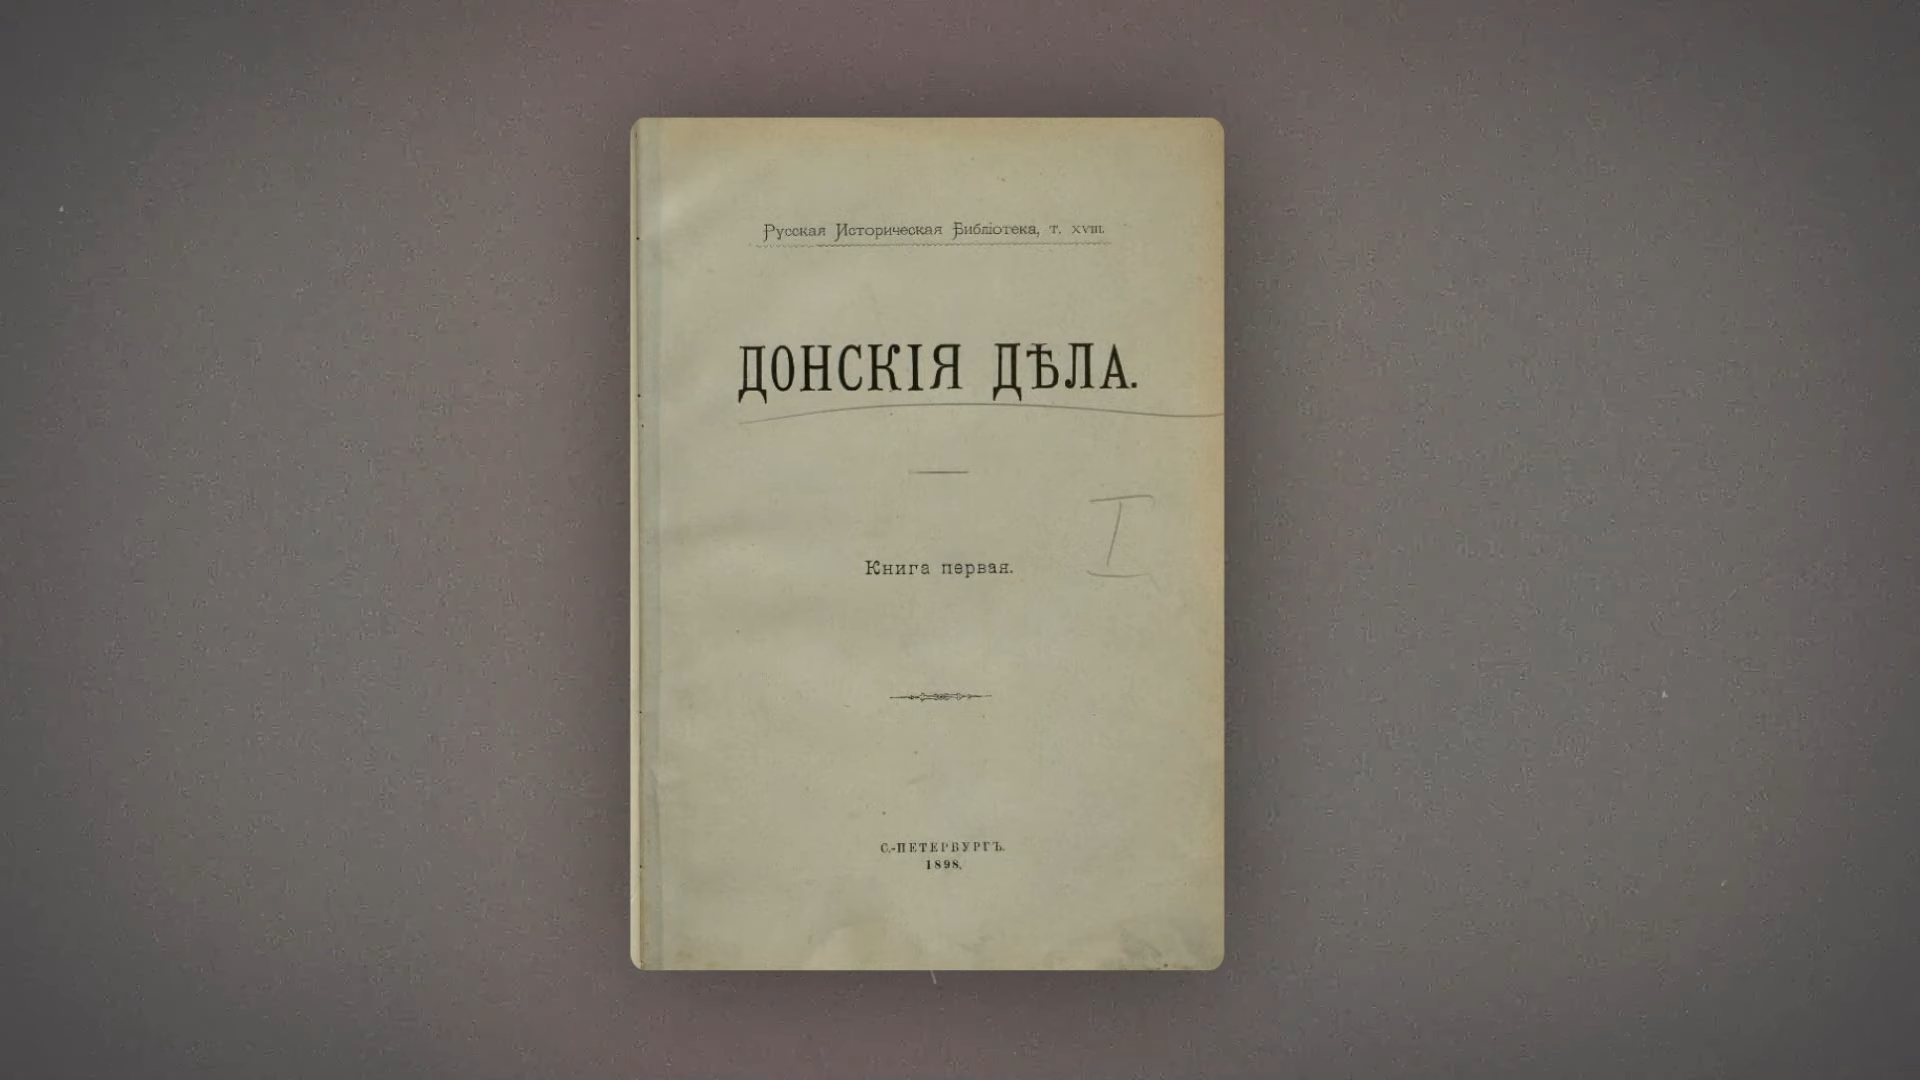 Русская Историческая Библіотека, т. XVIII.
ДОНСКІЯ ДѢЛА.
I
Книга первая.
С.-ПЕТЕРБУРГЪ.
1898.